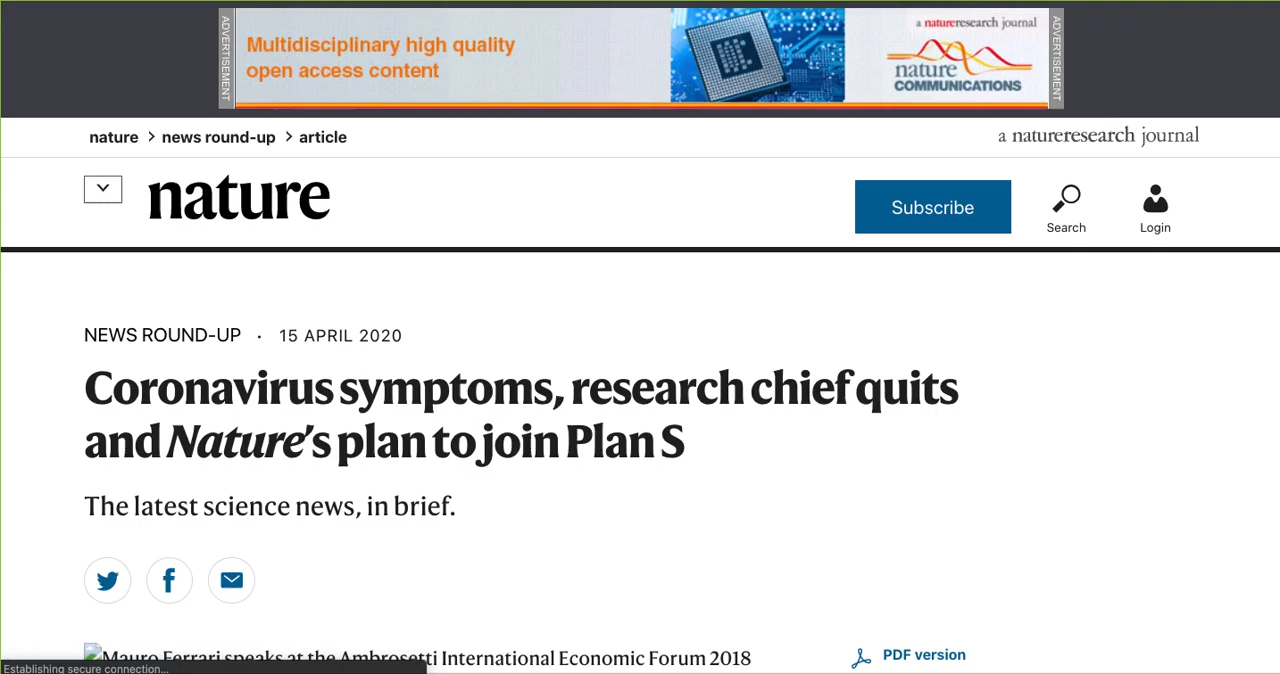 ADVERTISEMENT
Multidisciplinary high quality
open access content
a natureresearch journal
nature
COMMUNICATIONS
ADVERTISEMENT
nature > news round-up > article
a natureresearch journal
nature
Subscribe
Search
Login
NEWS ROUND-UP · 15 APRIL 2020
Coronavirus symptoms, research chief quits
and Nature's plan to join Plan S
The latest science news, in brief.
Mauro Ferrari speaks at the Ambrosetti International Economic Forum 2018
PDF version
Establishing secure connection...